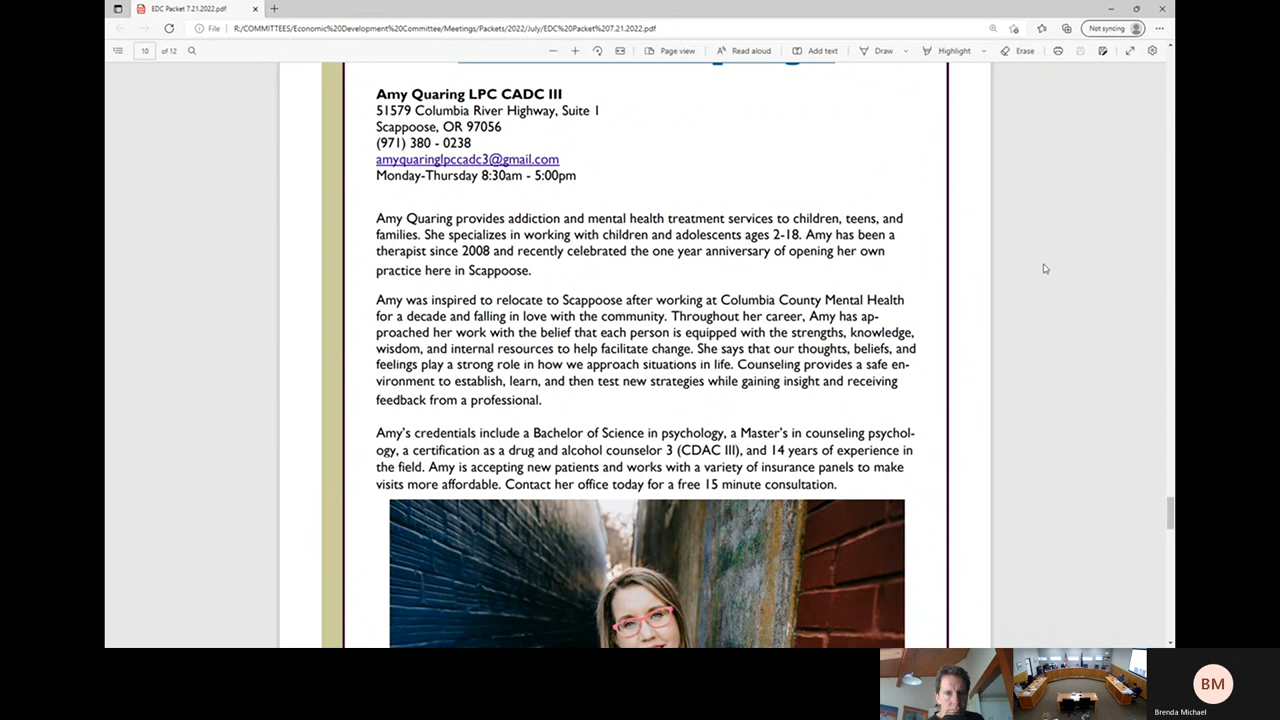 EDC Packet 7.21.2022.pdf
File
R:/COMMITTEES/Economic%20Development%20Committee/Meetings/Packets/2022/July/EDC%20Packet%207.21.2022.pdf
Not syncing
10 of 12
Page view
Read aloud
Add text
Draw
Highlight
Erase
Amy Quaring LPC CADC III
51579 Columbia River Highway, Suite 1
Scappoose, OR 97056
(971) 380 - 0238
amyquaringlpccadc3@gmail.com
Monday-Thursday 8:30am - 5:00pm
Amy Quaring provides addiction and mental health treatment services to children, teens, and
families. She specializes in working with children and adolescents ages 2-18. Amy has been a
therapist since 2008 and recently celebrated the one year anniversary of opening her own
practice here in Scappoose.
Amy was inspired to relocate to Scappoose after working at Columbia County Mental Health
for a decade and falling in love with the community. Throughout her career, Amy has ap-
proached her work with the belief that each person is equipped with the strengths, knowledge,
wisdom, and internal resources to help facilitate change. She says that our thoughts, beliefs, and
feelings play a strong role in how we approach situations in life. Counseling provides a safe en-
vironment to establish, learn, and then test new strategies while gaining insight and receiving
feedback from a professional.
Amy's credentials include a Bachelor of Science in psychology, a Master's in counseling psychol-
ogy, a certification as a drug and alcohol counselor 3 (CDAC III), and 14 years of experience in
the field. Amy is accepting new patients and works with a variety of insurance panels to make
visits more affordable. Contact her office today for a free 15 minute consultation.
BM
Brenda Michael